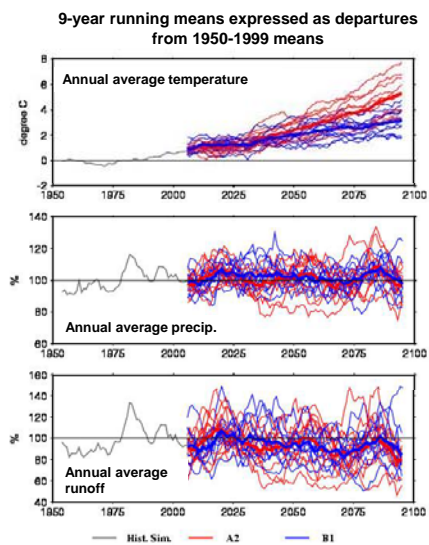 9-year running means expressed as departures
from 1950-1999 means
8
6
4
2
0
-2
degree C
Annual average temperature
1950 1975 2000 2025 2050 2075 2100
140
120
100
80
60
%
Annual average precip.
1950 1975 2000 2025 2050 2075 2100
160
140
120
100
80
60
40
%
Annual average
runoff
1950 1975 2000 2025 2050 2075 2100
Hist. Sim. A2 B1